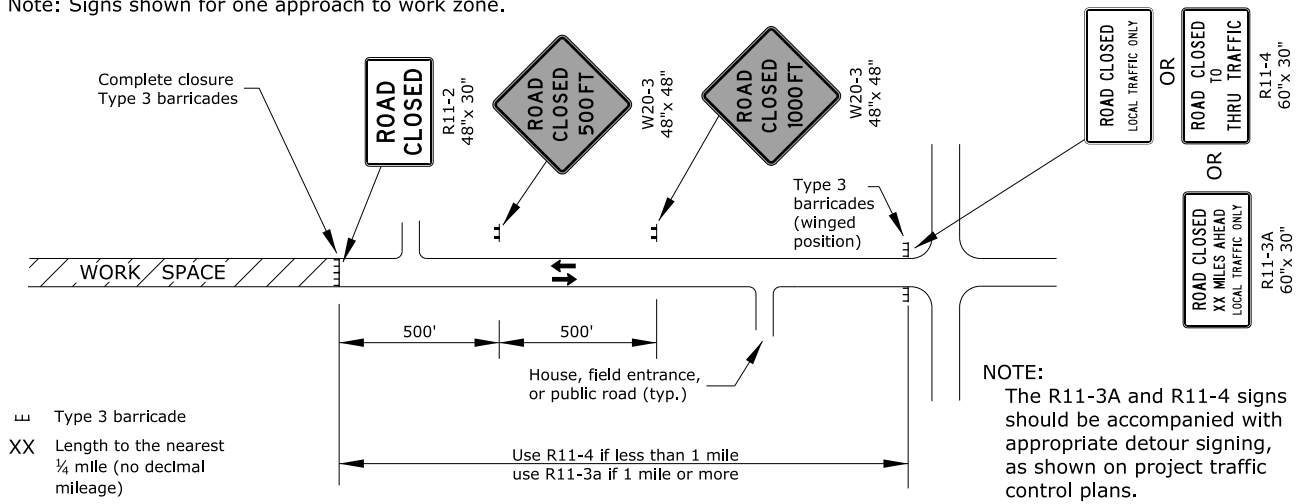 Note: Signs shown for one approach to work zone.
Complete closure
Type 3 barricades
ROAD
CLOSED
R11-2
48"x 30"
ROAD
CLOSED
500 FT
W20-3
48"x 48"
ROAD
CLOSED
1000 FT
W20-3
48"x 48"
ROAD CLOSED
LOCAL TRAFFIC ONLY
OR
ROAD CLOSED
TO
THRU TRAFFIC
R11-4
60"x 30"
OR
ROAD CLOSED
XX MILES AHEAD
LOCAL TRAFFIC ONLY
R11-3A
60"x 30"
Type 3
barricades
(winged
position)
WORK SPACE
500'
500'
House, field entrance,
or public road (typ.)
Use R11-4 if less than 1 mile
use R11-3a if 1 mile or more
Type 3 barricade
XX Length to the nearest
¼ mile (no decimal
mileage)
NOTE:
The R11-3A and R11-4 signs
should be accompanied with
appropriate detour signing,
as shown on project traffic
control plans.